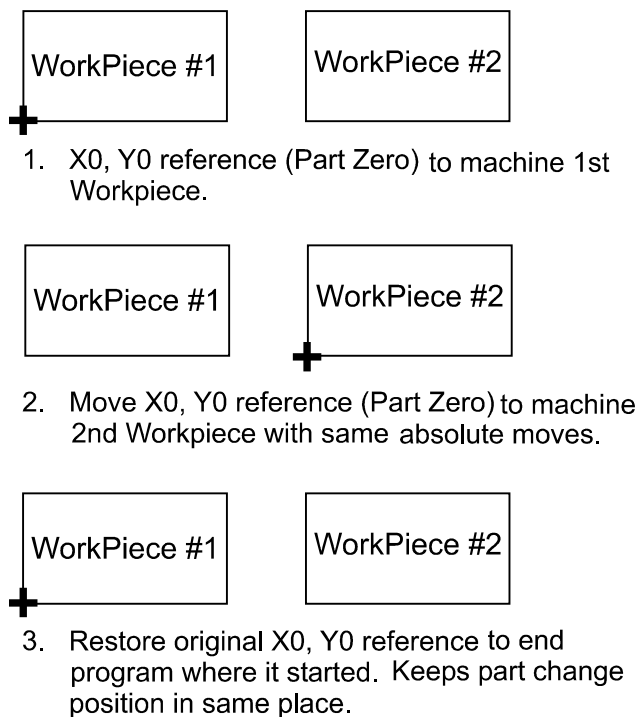 WorkPiece #1 WorkPiece #2
1. X0, Y0 reference (Part Zero) to machine 1st
Workpiece.
WorkPiece #1 WorkPiece #2
2. Move X0, Y0 reference (Part Zero) to machine
2nd Workpiece with same absolute moves.
WorkPiece #1 WorkPiece #2
3. Restore original X0, Y0 reference to end
program where it started. Keeps part change
position in same place.